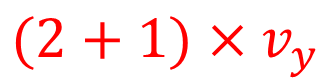 (2 + 1) × v_y